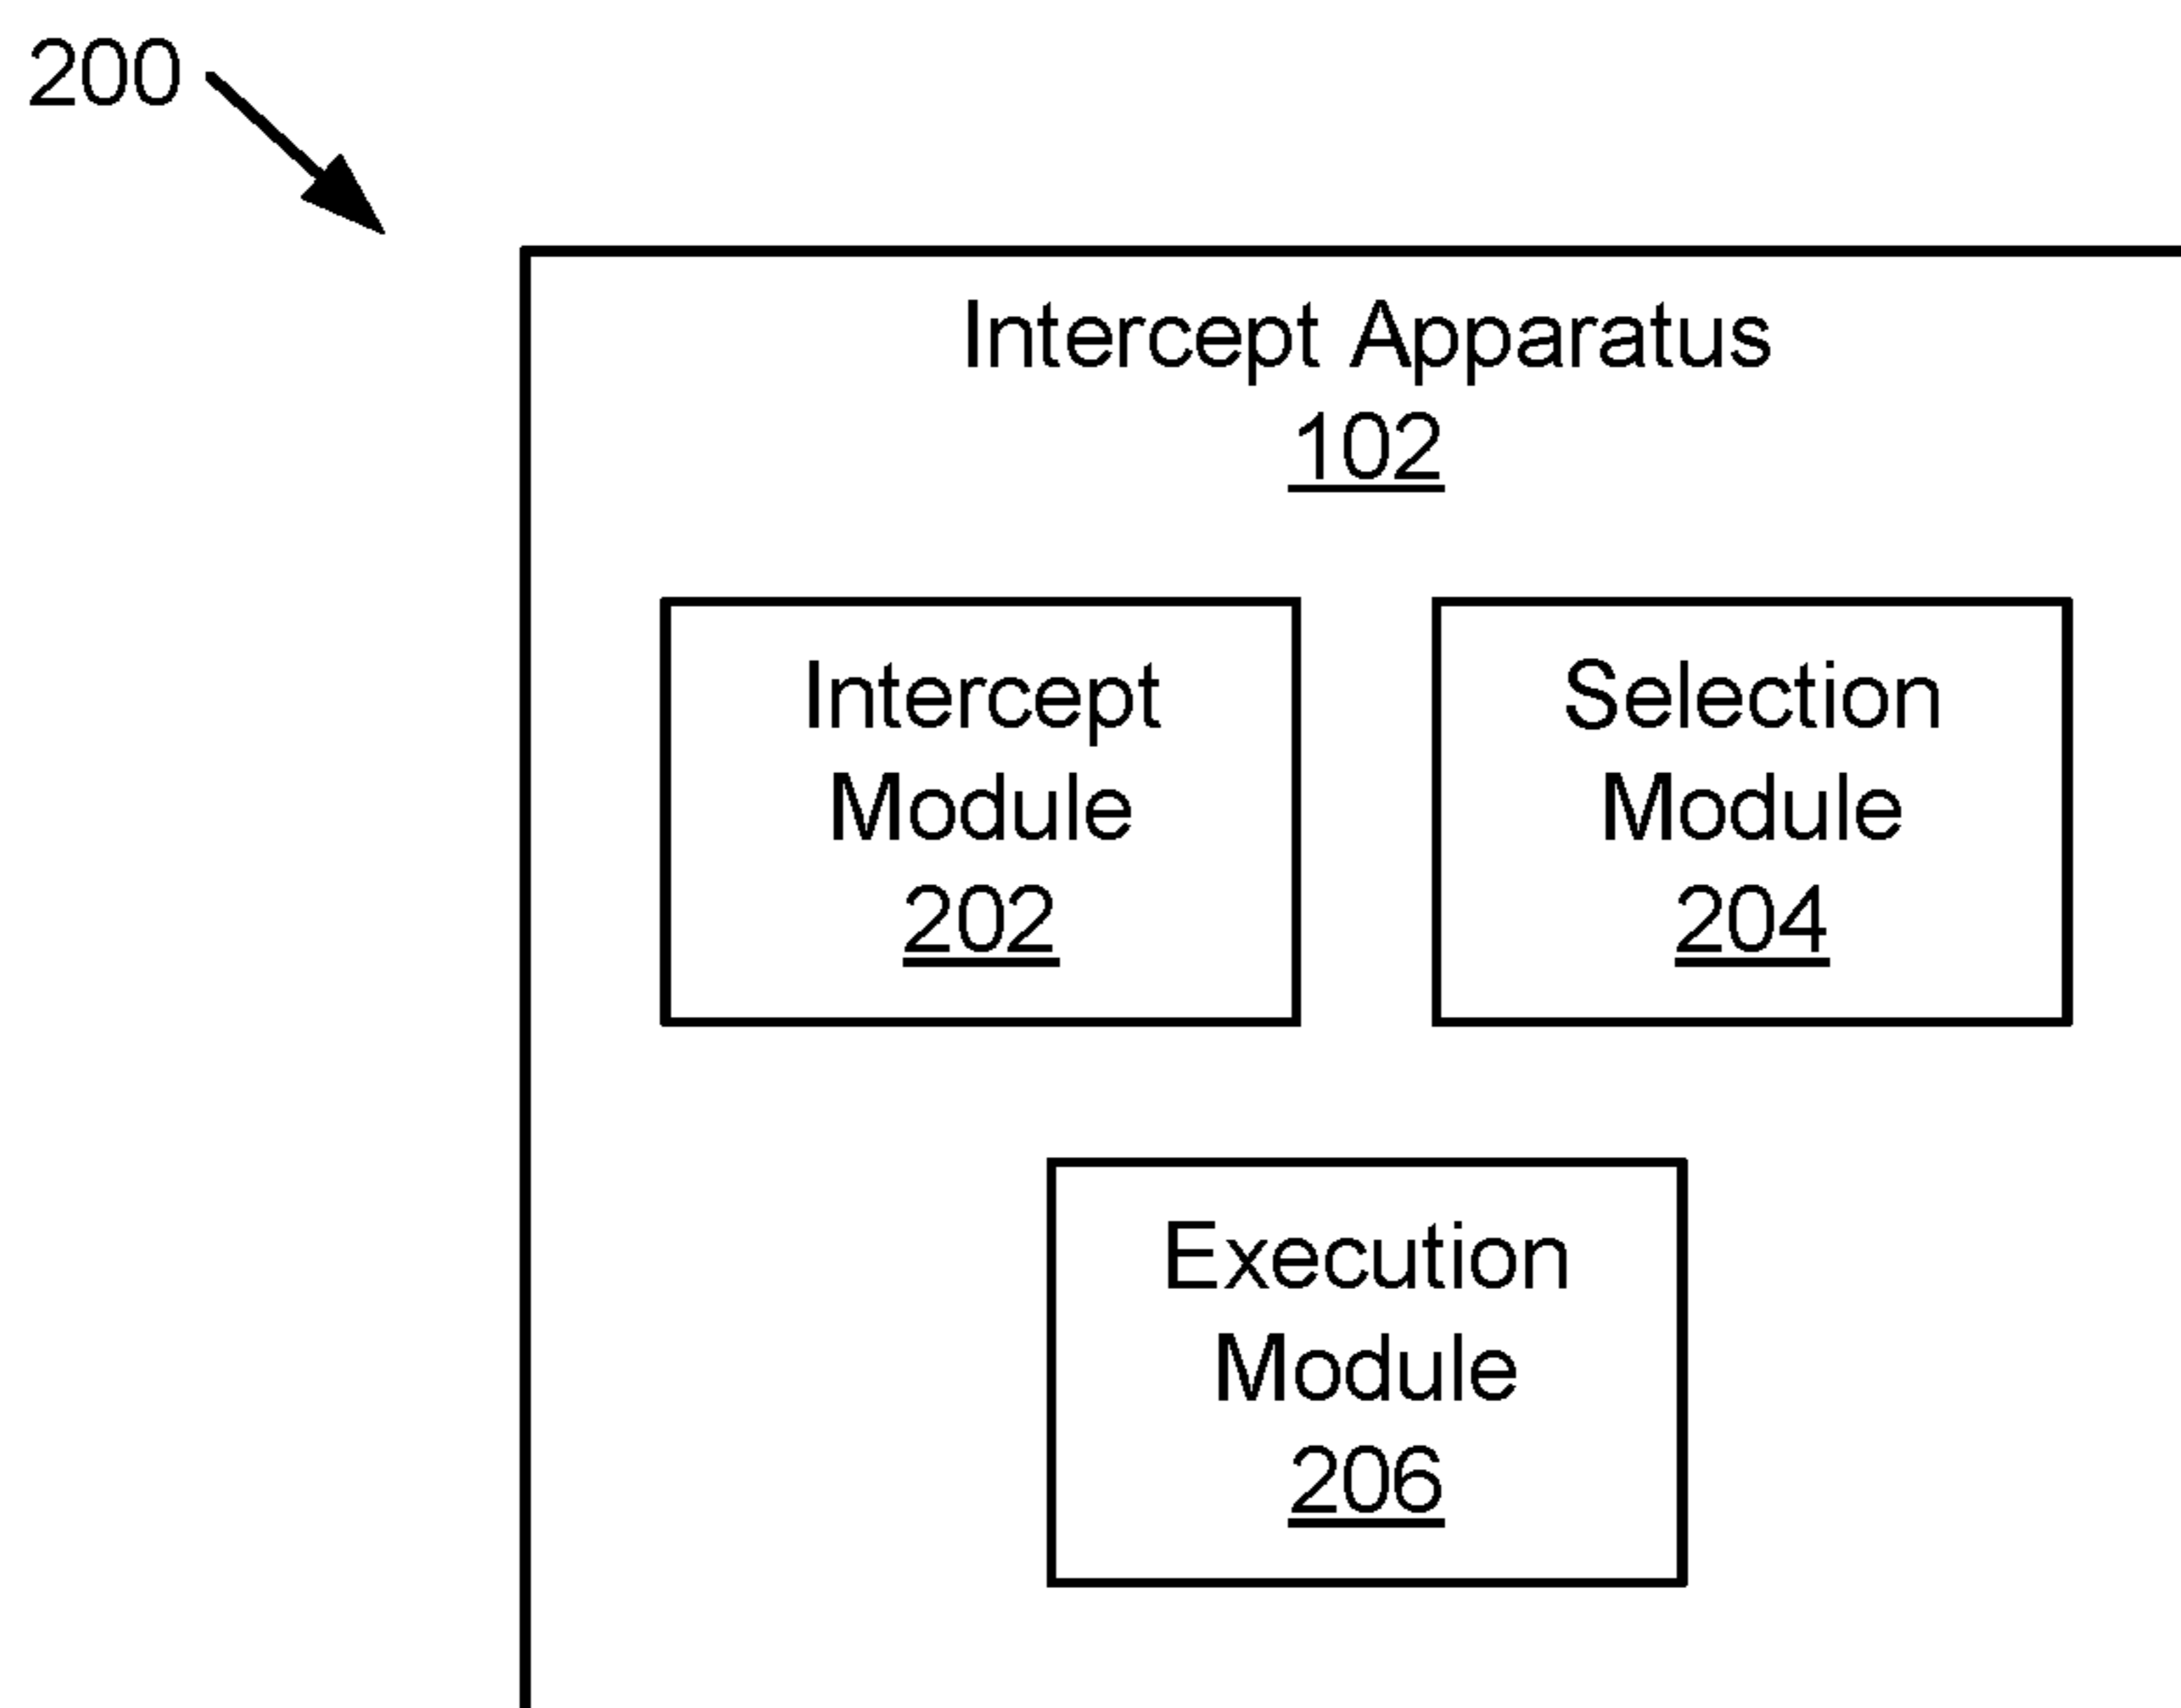 200
Intercept Apparatus
102
Intercept
Module
202
Selection
Module
204
Execution
Module
206